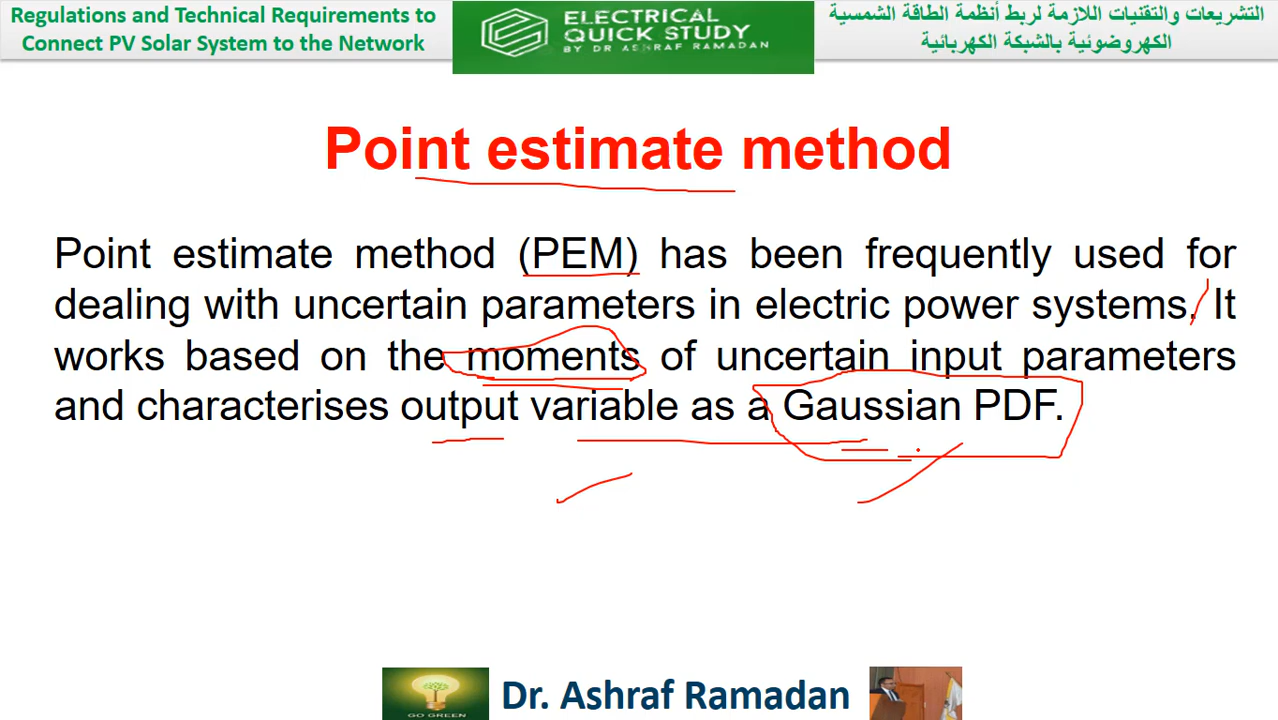 Regulations and Technical Requirements to
Connect PV Solar System to the Network
ELECTRICAL
QUICK STUDY
BY DR ASHRAF RAMADAN
التشريعات والتقنيات اللازمة لربط أنظمة الطاقة الشمسية
الكهروضوئية بالشبكة الكهربائية
Point estimate method
Point estimate method (PEM) has been frequently used for
dealing with uncertain parameters in electric power systems. It
works based on the moments of uncertain input parameters
and characterises output variable as a Gaussian PDF.
GO GREEN
Dr. Ashraf Ramadan